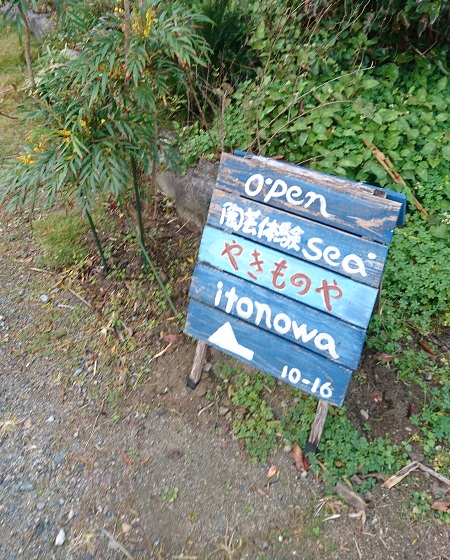 open
陶芸体験 sea
やきものや
itonowa
10-16